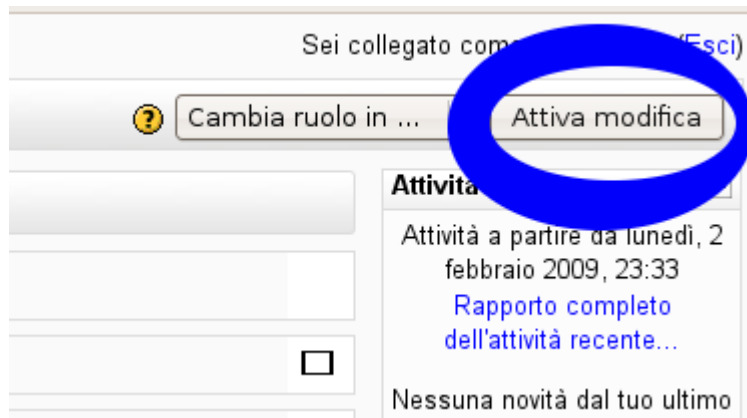 Sei collegato come (Esci)
? Cambia ruolo in ... Attiva modifica
Attività
Attività a partire da lunedì, 2
febbraio 2009, 23:33
Rapporto completo
dell'attività recente...
Nessuna novità dal tuo ultimo